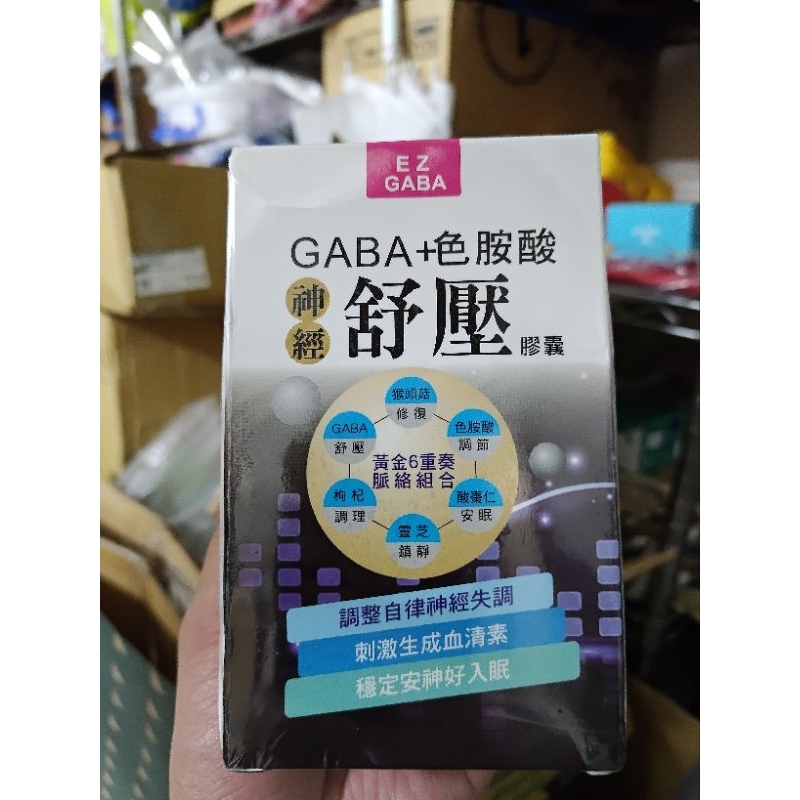 EZ
GABA
GABA+色胺酸
神經
舒壓膠囊
猴頭菇
修復
GABA
舒壓
色胺酸
調節
黃金6重奏
脈絡組合
枸杞
調理
酸棗仁
安眠
靈芝
鎮靜
調整自律神經失調
刺激生成血清素
穩定安神好入眠